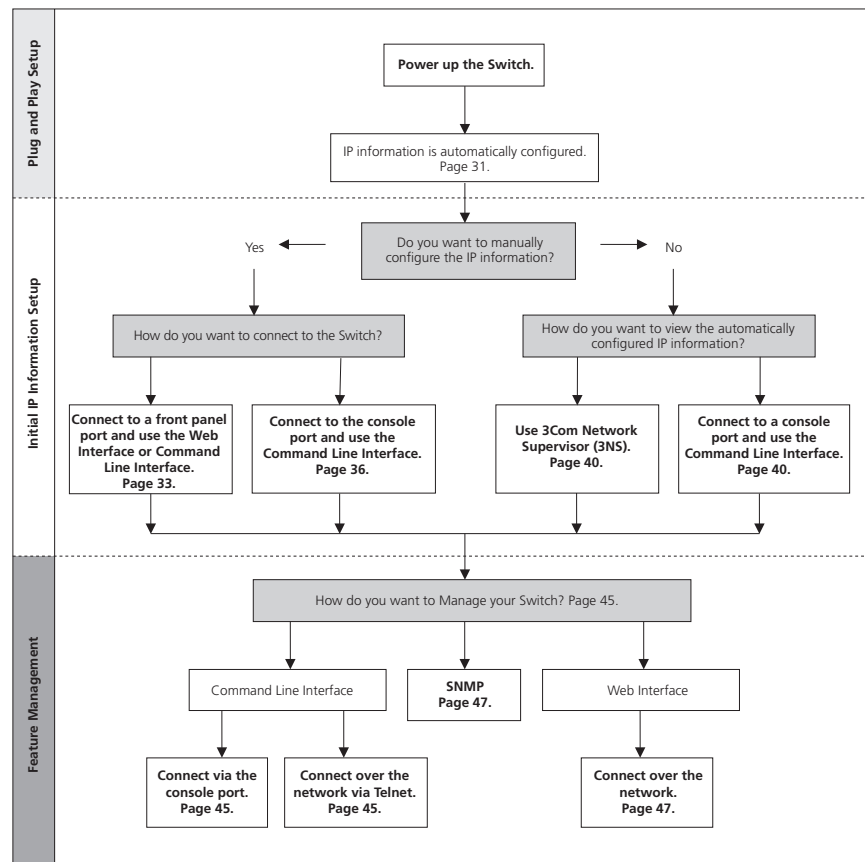 Plug and Play Setup
Power up the Switch.
IP information is automatically configured.
Page 31.
Initial IP Information Setup
Do you want to manually
configure the IP information?
Yes
No
How do you want to connect to the Switch?
How do you want to view the automatically
configured IP information?
Connect to a front panel
port and use the Web
Interface or Command
Line Interface.
Page 33.
Connect to the console
port and use the
Command Line Interface.
Page 36.
Use 3Com Network
Supervisor (3NS).
Page 40.
Connect to a console
port and use the
Command Line Interface.
Page 40.
Feature Management
How do you want to Manage your Switch? Page 45.
Command Line Interface
SNMP
Page 47.
Web Interface
Connect via the
console port.
Page 45.
Connect over the
network via Telnet.
Page 45.
Connect over the
network.
Page 47.